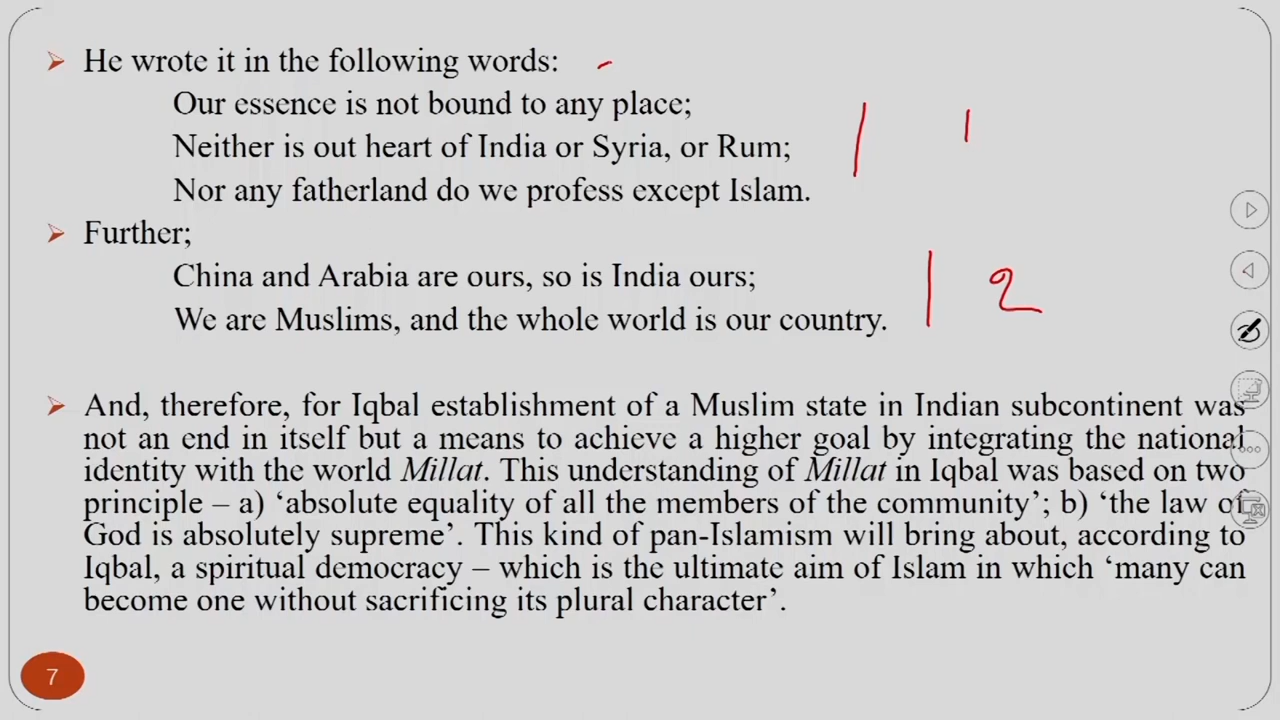 He wrote it in the following words:
Our essence is not bound to any place;
Neither is out heart of India or Syria, or Rum;
Nor any fatherland do we profess except Islam.
1
Further;
China and Arabia are ours, so is India ours;
We are Muslims, and the whole world is our country.
2
And, therefore, for Iqbal establishment of a Muslim state in Indian subcontinent was
not an end in itself but a means to achieve a higher goal by integrating the national
identity with the world Millat. This understanding of Millat in Iqbal was based on two
principle – a) ‘absolute equality of all the members of the community’; b) ‘the law of
God is absolutely supreme’. This kind of pan-Islamism will bring about, according to
Iqbal, a spiritual democracy – which is the ultimate aim of Islam in which ‘many can
become one without sacrificing its plural character’.
7